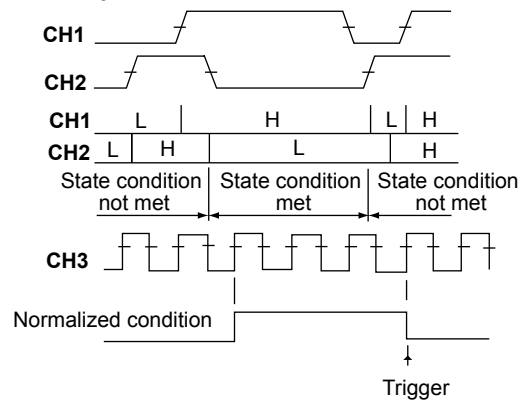 CH1
CH2
CH1 L H L H
CH2 L H L H
State condition not met
State condition met
State condition not met
CH3
Normalized condition
Trigger